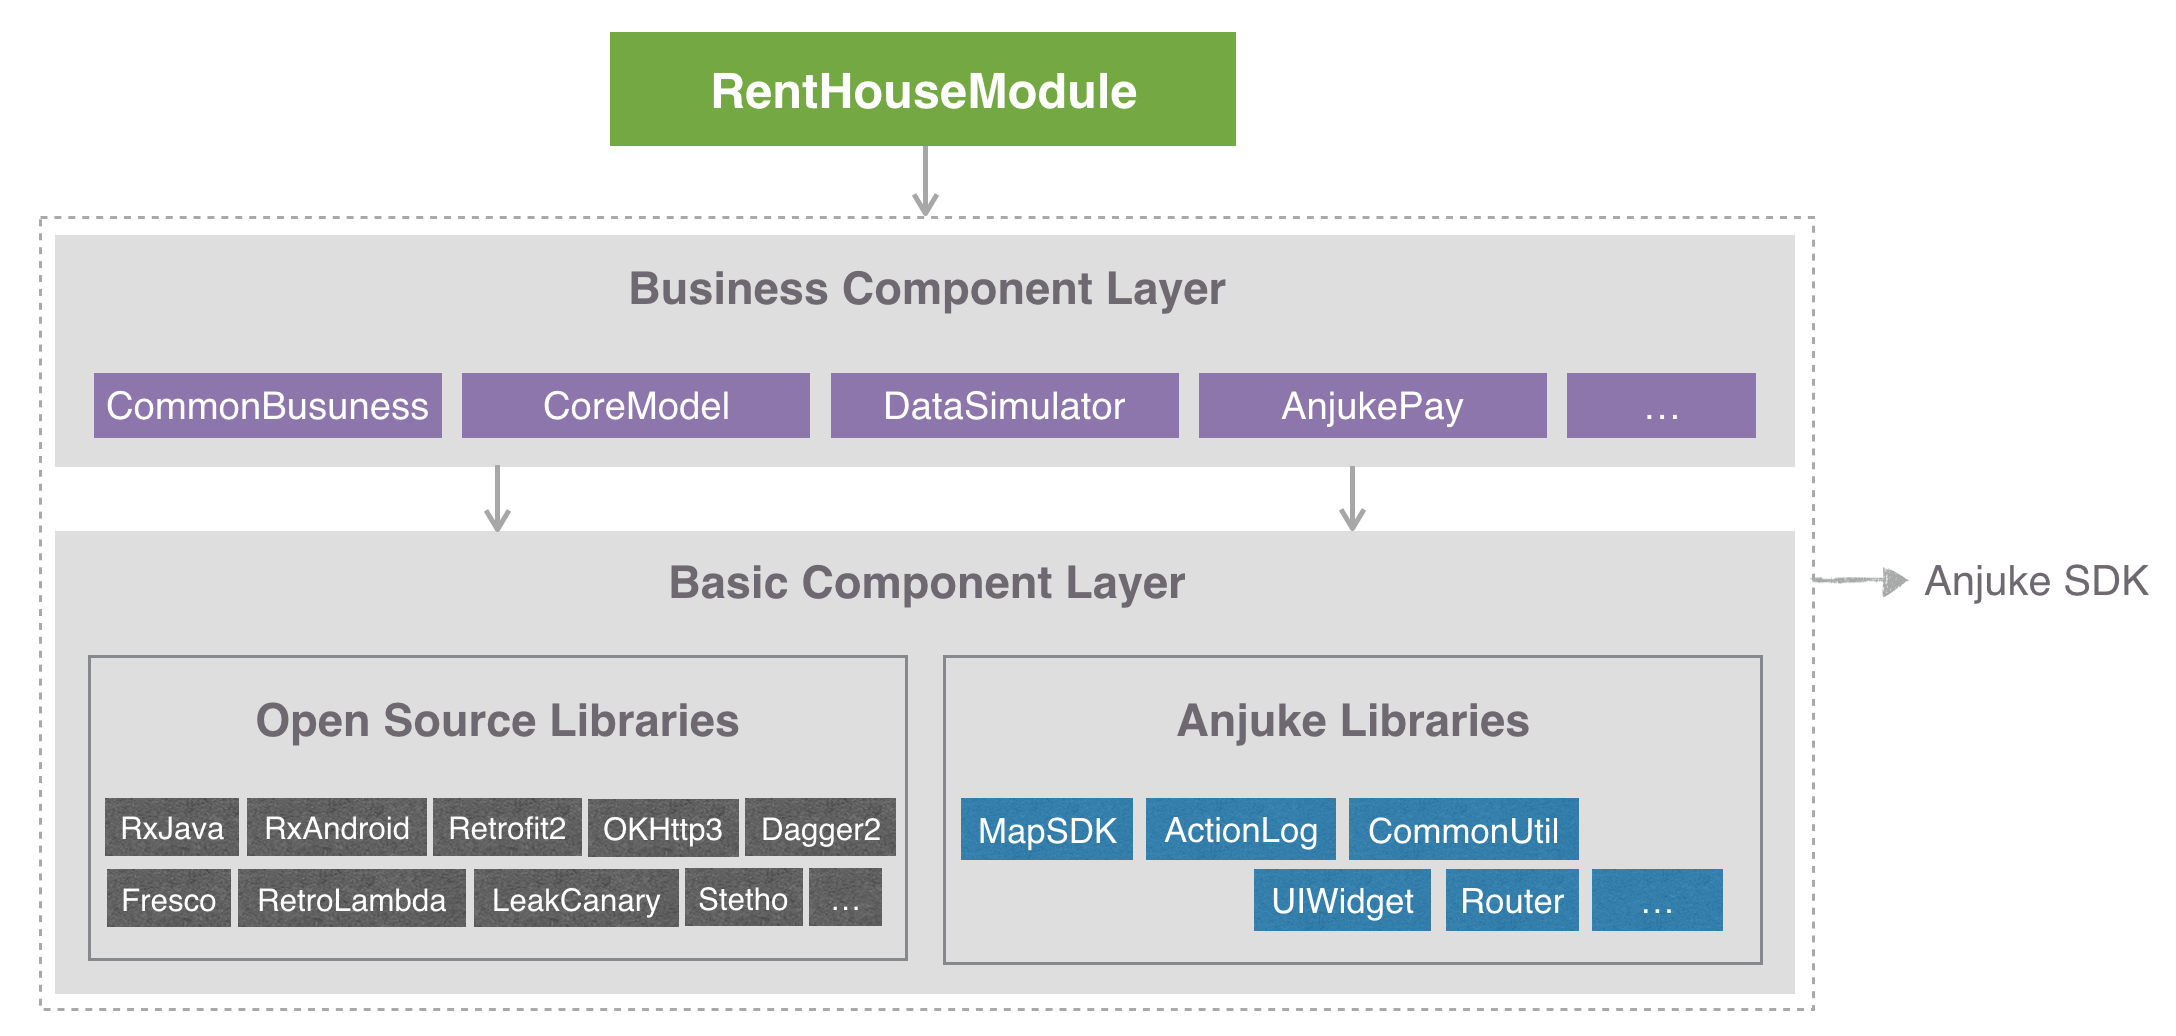 RentHouseModule
Business Component Layer
CommonBusuness CoreModel DataSimulator AnjukePay ...
Basic Component Layer
Anjuke SDK
Open Source Libraries
RxJava RxAndroid Retrofit2 OKHttp3 Dagger2
Fresco RetroLambda LeakCanary Stetho ...
Anjuke Libraries
MapSDK ActionLog CommonUtil
UIWidget Router ...